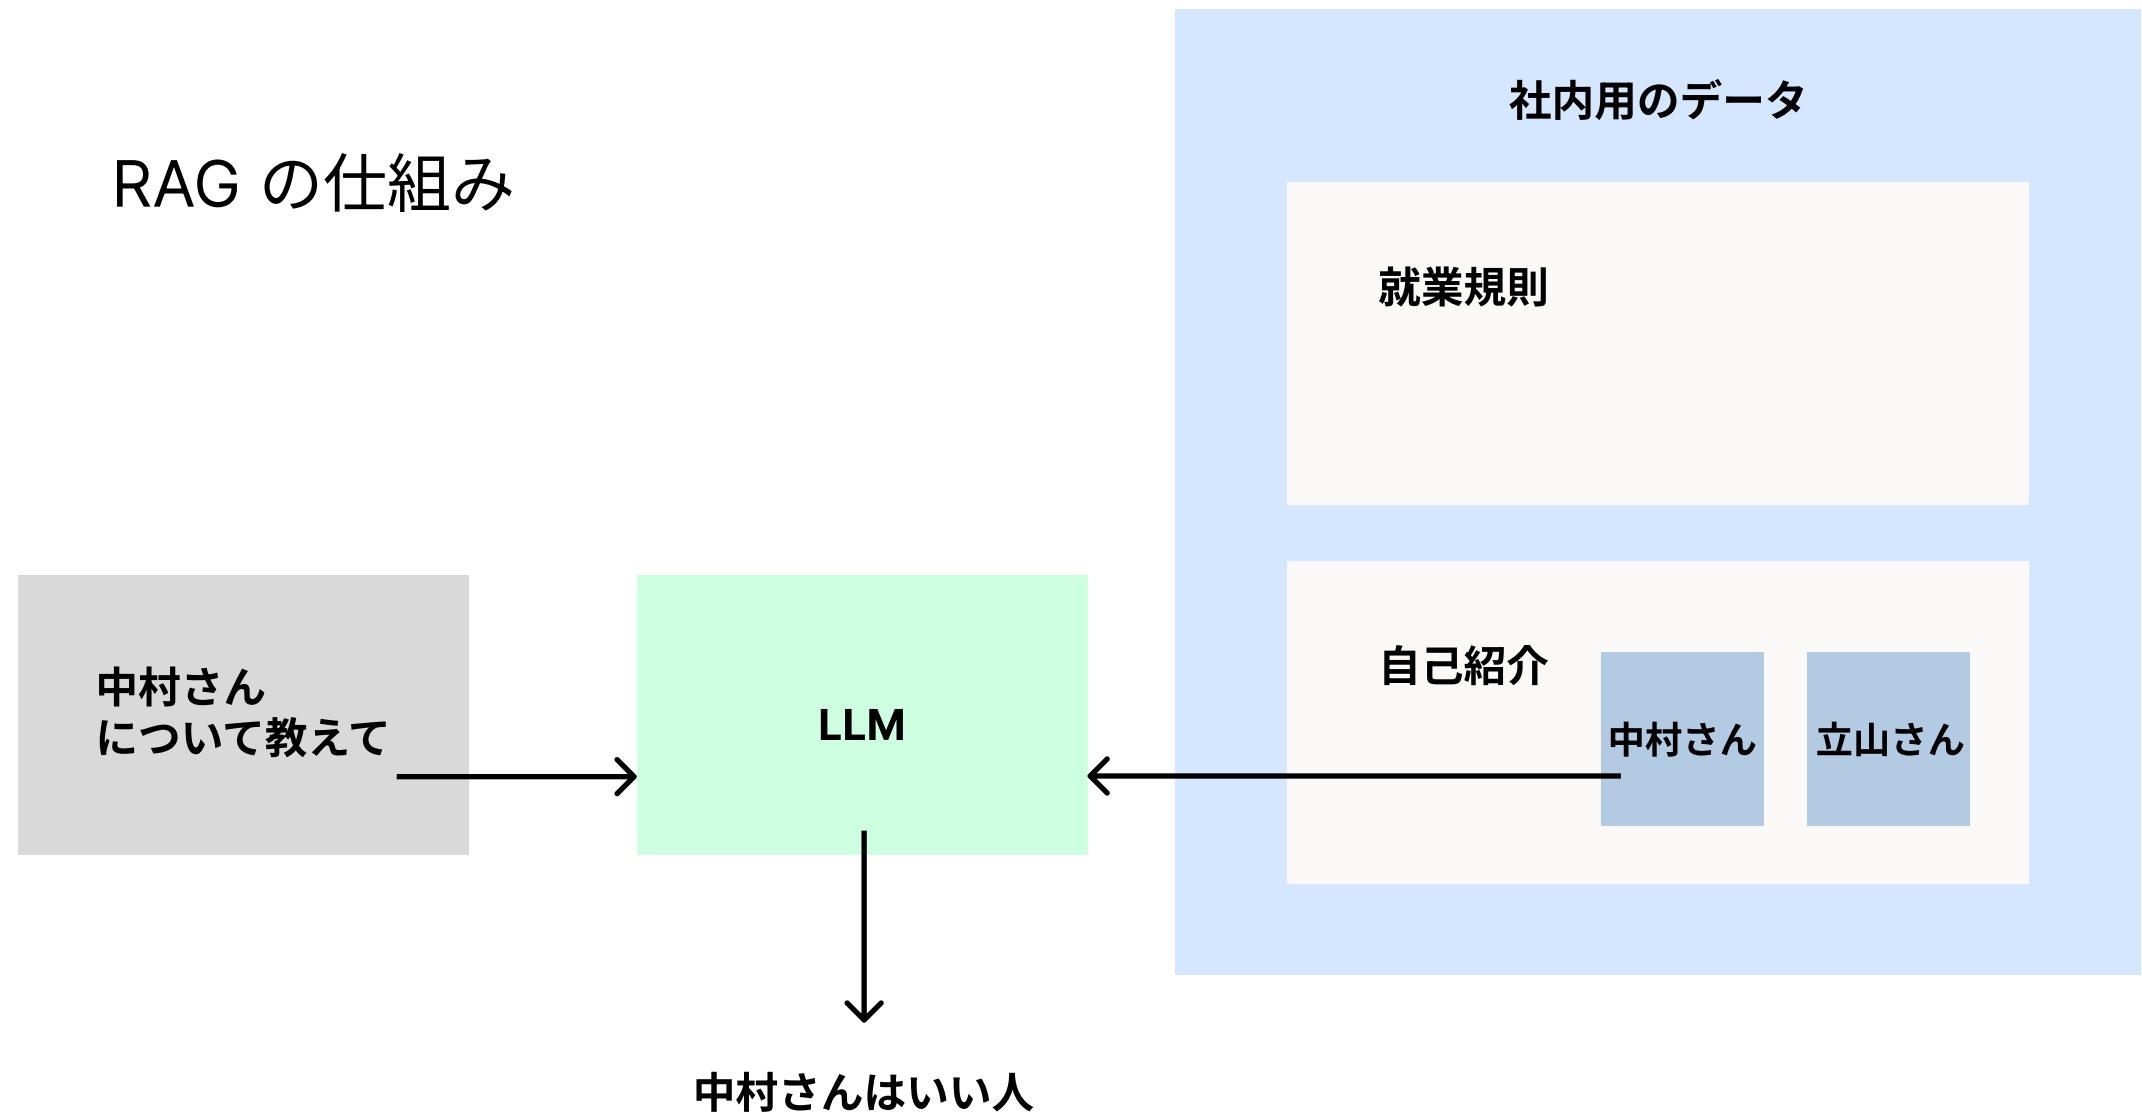 RAG の仕組み
社内用のデータ
就業規則
自己紹介
中村さん
立山さん
中村さん
について教えて
LLM
中村さんはいい人